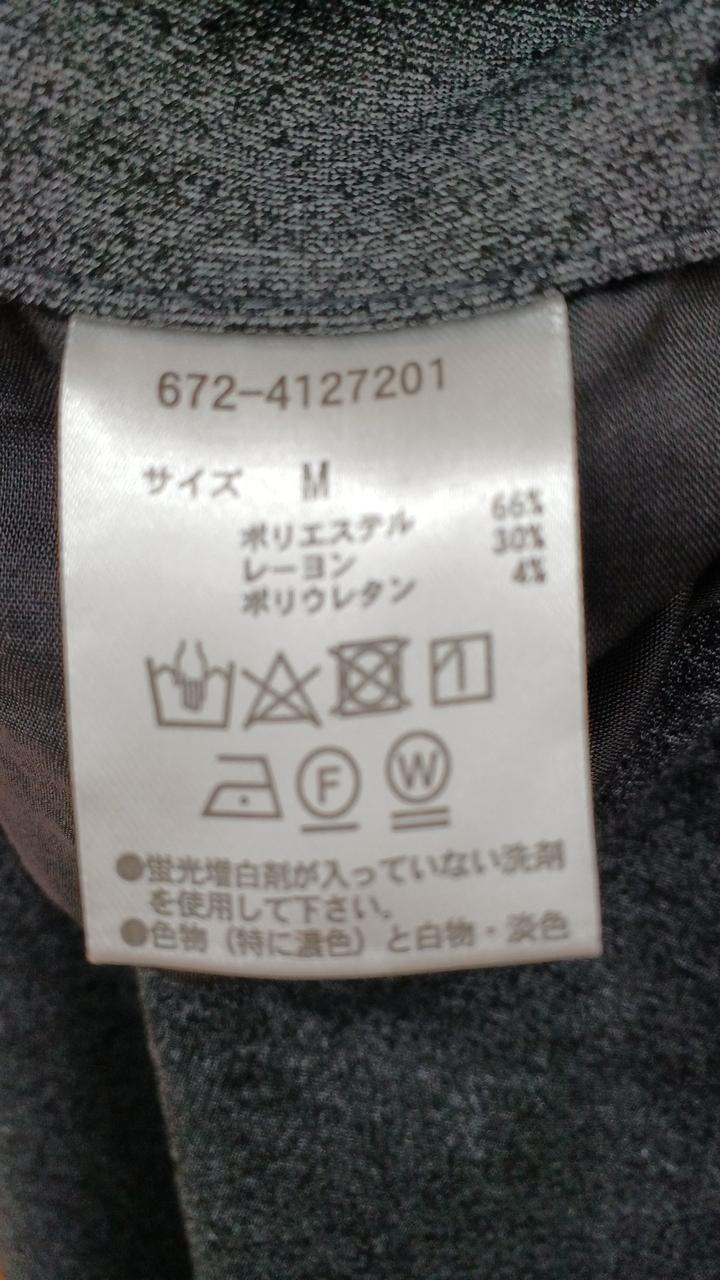 672-4127201
サイズ M
ポリエステル 66%
レーヨン 30%
ポリウレタン 4%
F W
●蛍光増白剤が入っていない洗剤
を使用して下さい。
●色物（特に濃色）と白物・淡色